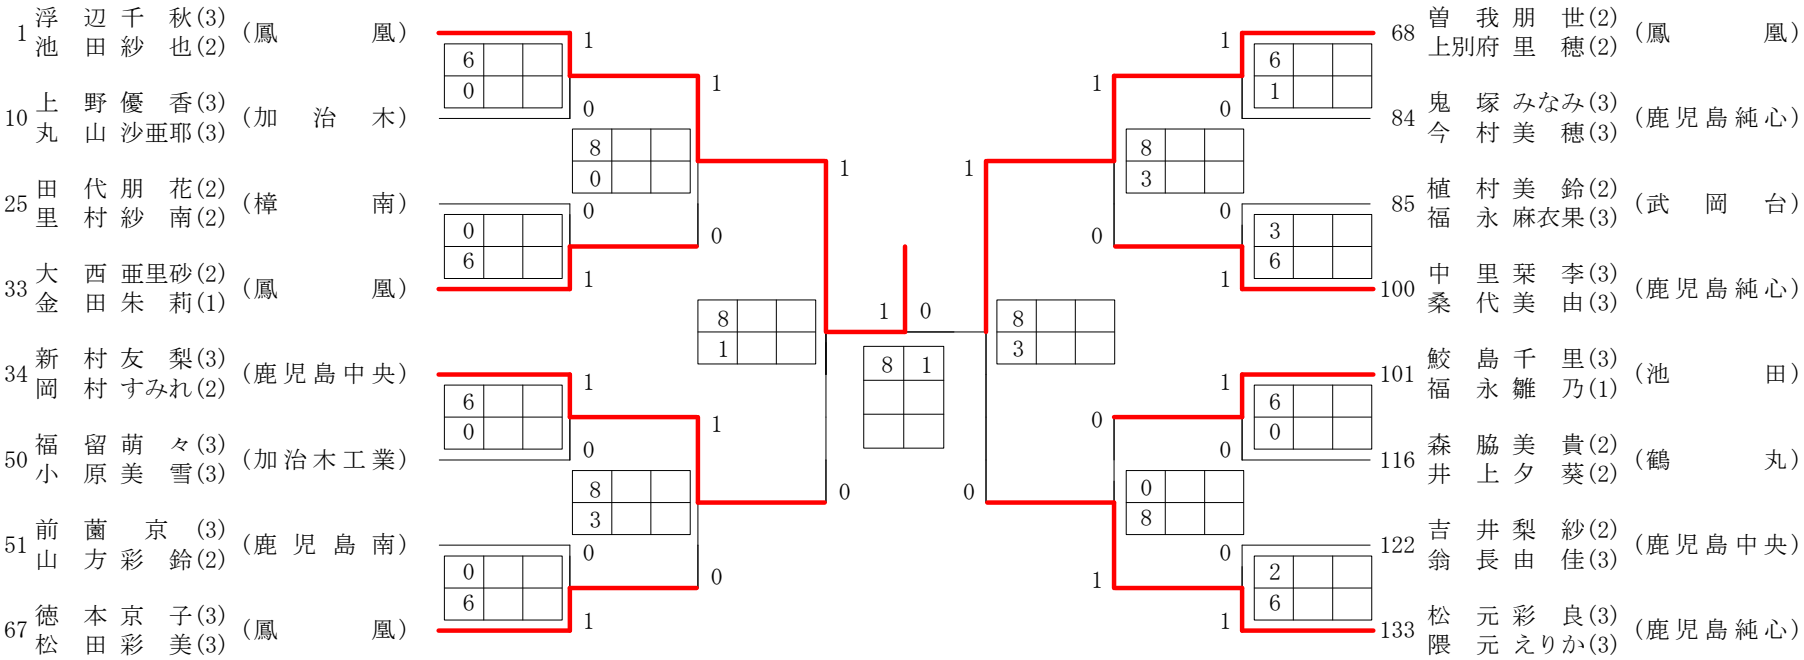 1 浮辺千秋(3) (鳳凰)
池田紗也(2)
10 上野優香(3) (加治木)
丸山沙亜耶(3)
25 田代朋花(2) (樟南)
里村紗南(2)
33 大西亜里砂(2) (鳳凰)
金田朱莉(1)
34 新村友梨(3) (鹿児島中央)
岡村すみれ(2)
50 福留萌々(3) (加治木工業)
小原美雪(3)
51 前薗京(3) (鹿児島南)
山方彩鈴(2)
67 徳本京子(3) (鳳凰)
松田彩美(3)
1
6
0
0
1
8
0
0
0
6
1
0
1
1
6
0
0
1
8
3
0
0
6
1
0
0
8
1
1 0
8 1
8
3
1
0
1
6
1
0
1
8
3
0
3
6
1
0
1
6
0
0
0
0
8
0
2
6
1
1
68 曽我朋世(2) (鳳凰)
上別府里穂(2)
84 鬼塚みなみ(3) (鹿児島純心)
今村美穂(3)
85 植村美鈴(2) (武岡台)
福永麻衣果(3)
100 中里栞李(3) (鹿児島純心)
桑代美由(3)
101 鮫島千里(3) (池田)
福永雛乃(1)
116 森脇美貴(2) (鶴丸)
井上夕葵(2)
122 吉井梨紗(2) (鹿児島中央)
翁長由佳(3)
133 松元彩良(3) (鹿児島純心)
隈元えりか(3)